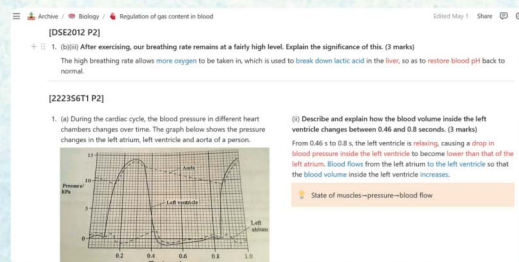 Archive / Biology / Regulation of gas content in blood
Edited May 1 Share
[DSE2012 P2]
1. (b)(iii) After exercising, our breathing rate remains at a fairly high level. Explain the significance of this. (3 marks)
The high breathing rate allows more oxygen to be taken in, which is used to break down lactic acid in the liver, so as to restore blood pH back to
normal.
[2223S6T1 P2]
1. (a) During the cardiac cycle, the blood pressure in different heart
chambers changes over time. The graph below shows the pressure
changes in the left atrium, left ventricle and aorta of a person.
15
Aorta
10
Pressure/
kPa
Left ventricle
5
Left
atrium
0
0.2 0.4 0.6 0.8 1.0
(ii) Describe and explain how the blood volume inside the left
ventricle changes between 0.46 and 0.8 seconds. (3 marks)
From 0.46 s to 0.8 s, the left ventricle is relaxing, causing a drop in
blood pressure inside the left ventricle to become lower than that of the
left atrium. Blood flows from the left atrium to the left ventricle so that
the blood volume inside the left ventricle increases.
State of muscles→pressure→blood flow